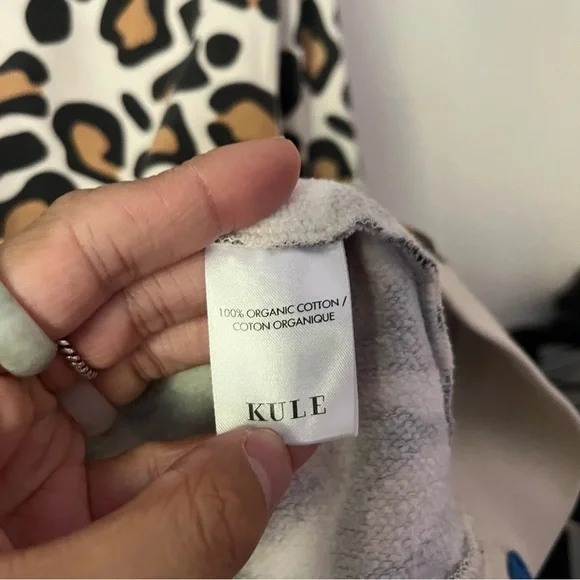 100% ORGANIC COTTON /
COTON ORGANIQUE
KULE